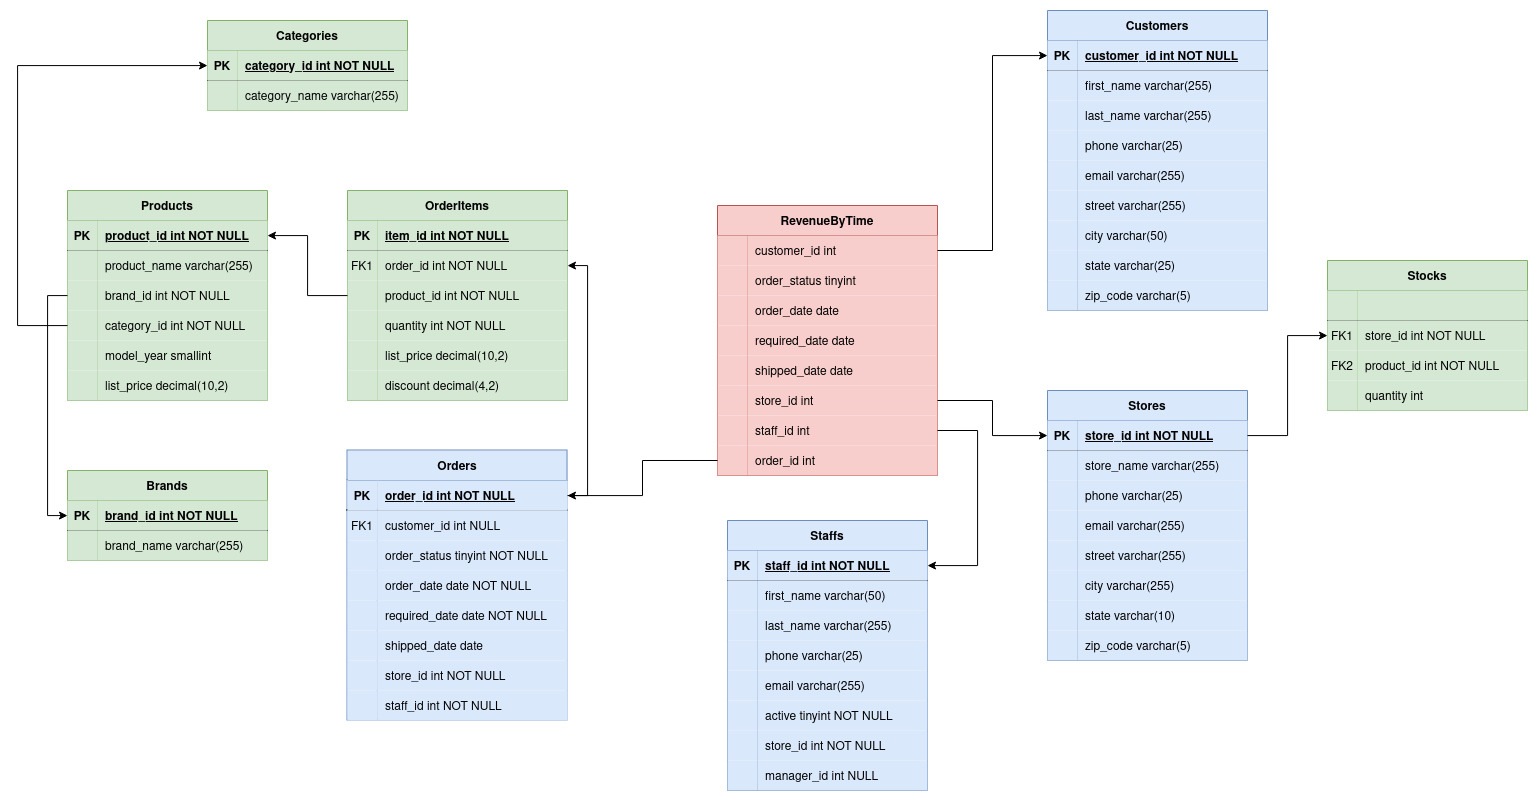 Categories
PK category_id int NOT NULL
category_name varchar(255)
Customers
PK customer_id int NOT NULL
first_name varchar(255)
last_name varchar(255)
phone varchar(25)
email varchar(255)
street varchar(255)
city varchar(50)
state varchar(25)
zip_code varchar(5)
Products
PK product_id int NOT NULL
product_name varchar(255)
brand_id int NOT NULL
category_id int NOT NULL
model_year smallint
list_price decimal(10,2)
OrderItems
PK item_id int NOT NULL
FK1 order_id int NOT NULL
product_id int NOT NULL
quantity int NOT NULL
list_price decimal(10,2)
discount decimal(4,2)
RevenueByTime
customer_id int
order_status tinyint
order_date date
required_date date
shipped_date date
store_id int
staff_id int
order_id int
Stocks
FK1 store_id int NOT NULL
FK2 product_id int NOT NULL
quantity int
Stores
PK store_id int NOT NULL
store_name varchar(255)
phone varchar(25)
email varchar(255)
street varchar(255)
city varchar(255)
state varchar(10)
zip_code varchar(5)
Brands
PK brand_id int NOT NULL
brand_name varchar(255)
Orders
PK order_id int NOT NULL
FK1 customer_id int NULL
order_status tinyint NOT NULL
order_date date NOT NULL
required_date date NOT NULL
shipped_date date
store_id int NOT NULL
staff_id int NOT NULL
Staffs
PK staff_id int NOT NULL
first_name varchar(50)
last_name varchar(255)
phone varchar(25)
email varchar(255)
active tinyint NOT NULL
store_id int NOT NULL
manager_id int NULL